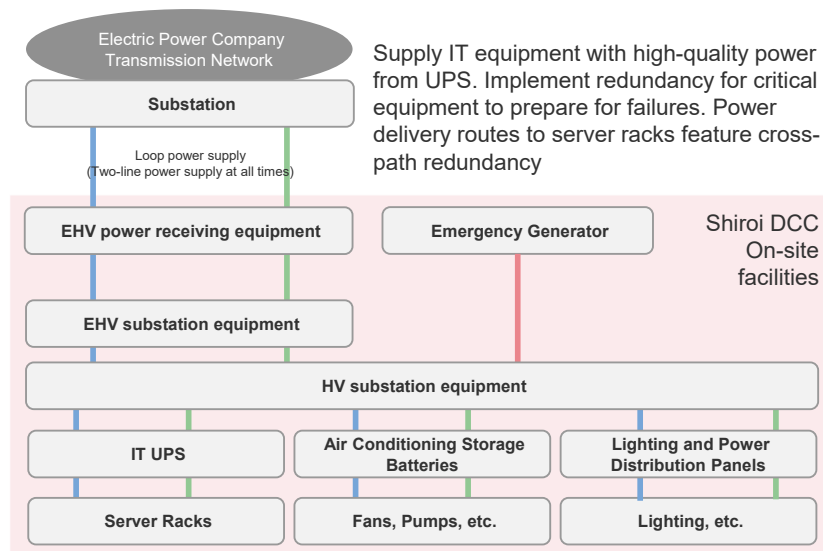 Electric Power Company
Transmission Network
Supply IT equipment with high-quality power
from UPS. Implement redundancy for critical
equipment to prepare for failures. Power
delivery routes to server racks feature cross-
path redundancy
Substation
Loop power supply
(Two-line power supply at all times)
EHV power receiving equipment
Emergency Generator
Shiroi DCC
On-site
facilities
EHV substation equipment
HV substation equipment
IT UPS
Air Conditioning Storage
Batteries
Lighting and Power
Distribution Panels
Server Racks
Fans, Pumps, etc.
Lighting, etc.